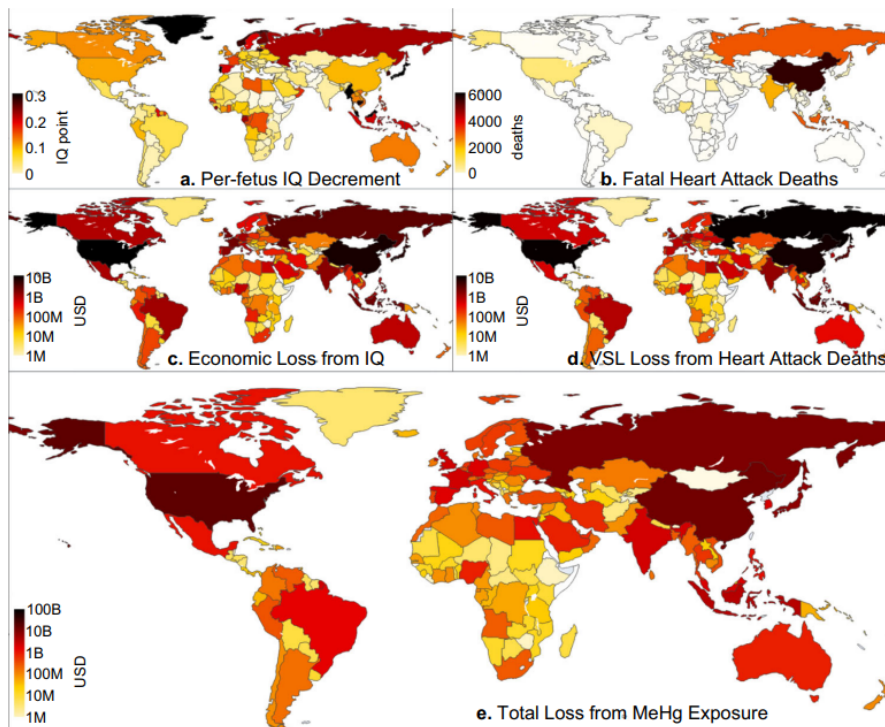 0.3
0.2
0.1
0
IQ point
a. Per-fetus IQ Decrement
6000
4000
2000
0
deaths
b. Fatal Heart Attack Deaths
10B
1B
100M
10M
1M
USD
c. Economic Loss from IQ
10B
1B
100M
10M
1M
USD
d. VSL Loss from Heart Attack Deaths
100B
10B
1B
100M
10M
1M
USD
e. Total Loss from MeHg Exposure